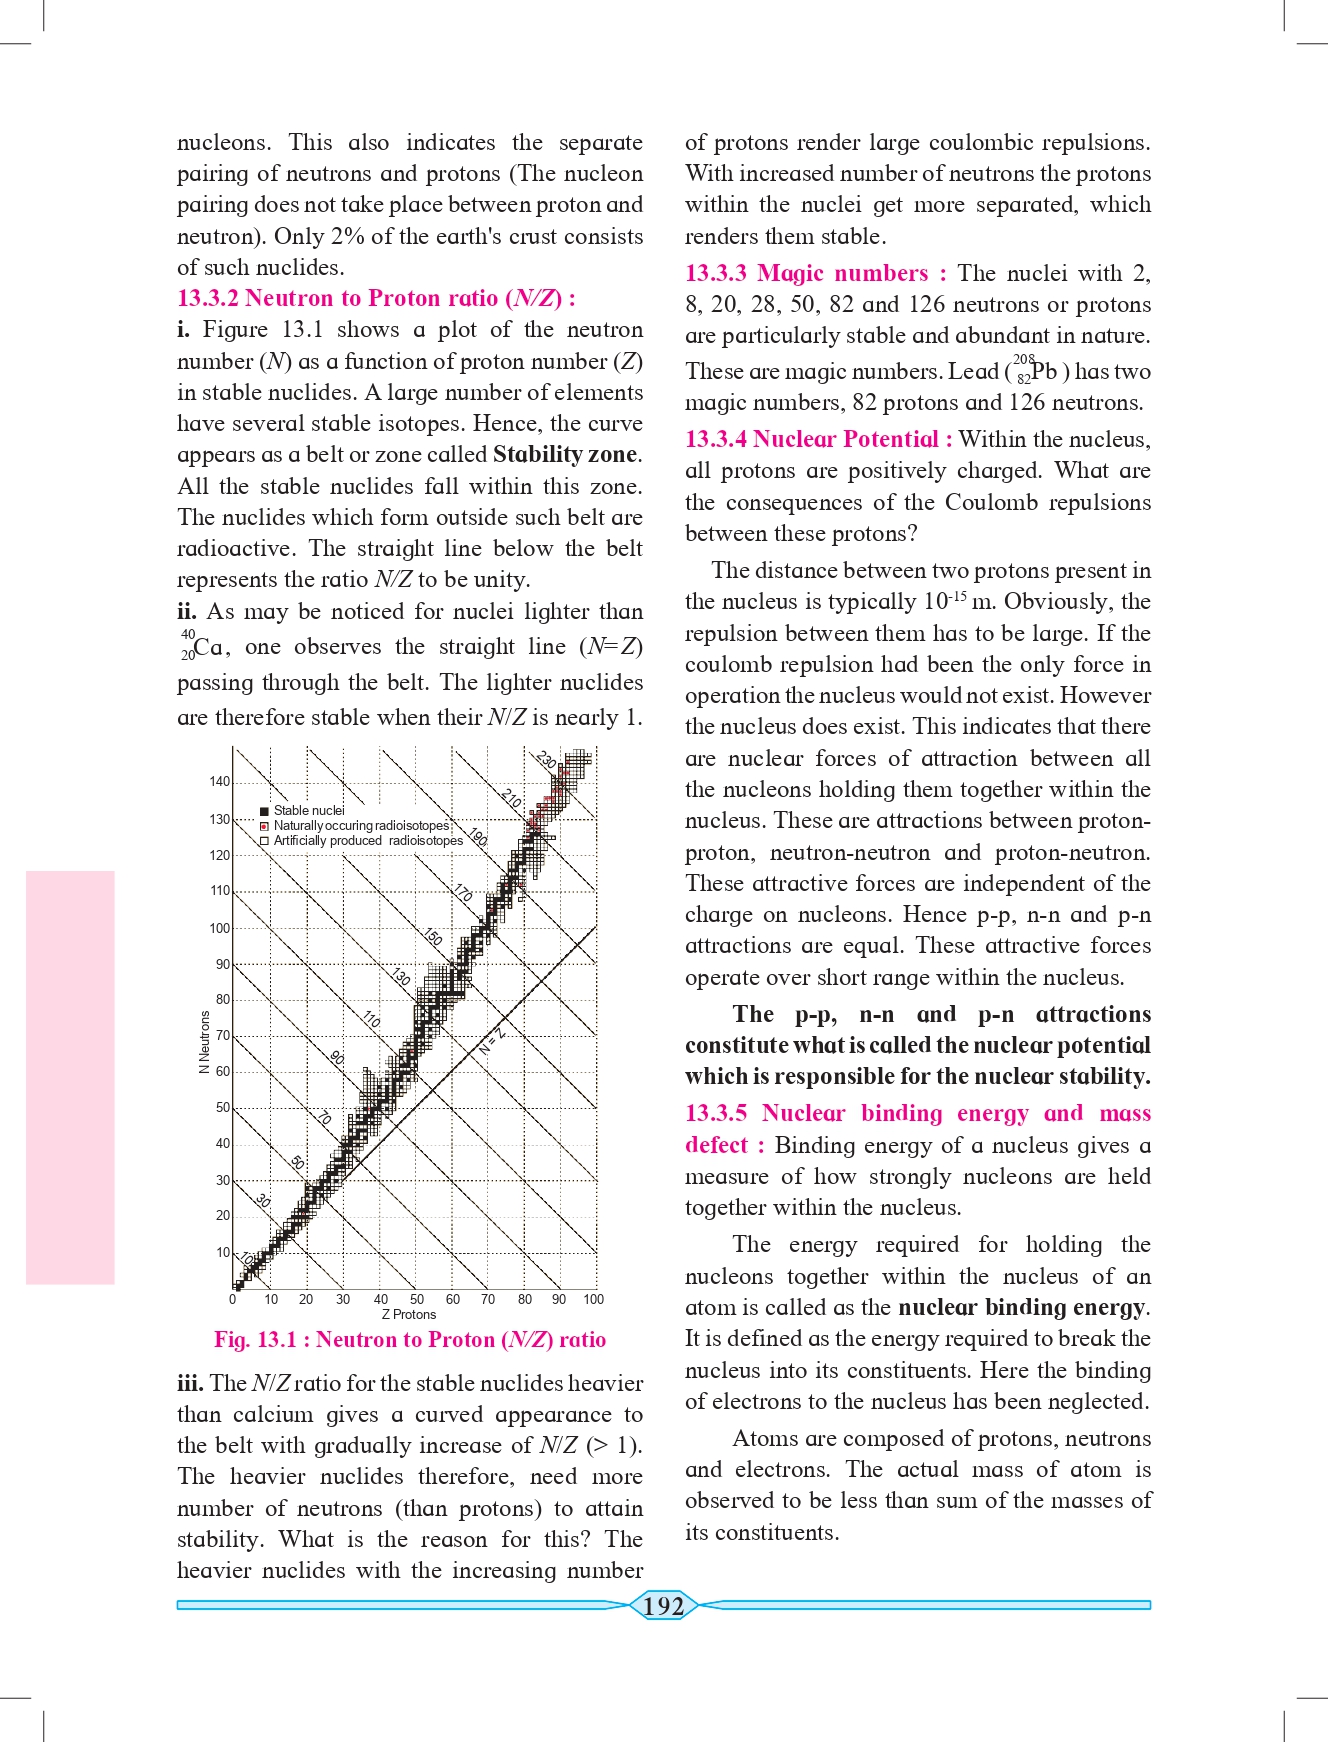 nucleons. This also indicates the separate
pairing of neutrons and protons (The nucleon
pairing does not take place between proton and
neutron). Only 2% of the earth's crust consists
of such nuclides.
13.3.2 Neutron to Proton ratio (N/Z) :
i. Figure 13.1 shows a plot of the neutron
number (N) as a function of proton number (Z)
in stable nuclides. A large number of elements
have several stable isotopes. Hence, the curve
appears as a belt or zone called Stability zone.
All the stable nuclides fall within this zone.
The nuclides which form outside such belt are
radioactive. The straight line below the belt
represents the ratio N/Z to be unity.
ii. As may be noticed for nuclei lighter than
⁴⁰₂₀Ca, one observes the straight line (N=Z)
passing through the belt. The lighter nuclides
are therefore stable when their N/Z is nearly 1.
140
130
120
110
100
90
80
70
60
50
40
30
20
10
N Neutrons
Stable nuclei
Naturally occuring radioisotopes
Artificially produced radioisotopes
230
210
190
170
150
130
110
90
70
50
30
10
N = Z
0 10 20 30 40 50 60 70 80 90 100
Z Protons
Fig. 13.1 : Neutron to Proton (N/Z) ratio
iii. The N/Z ratio for the stable nuclides heavier
than calcium gives a curved appearance to
the belt with gradually increase of N/Z (> 1).
The heavier nuclides therefore, need more
number of neutrons (than protons) to attain
stability. What is the reason for this? The
heavier nuclides with the increasing number
of protons render large coulombic repulsions.
With increased number of neutrons the protons
within the nuclei get more separated, which
renders them stable.
13.3.3 Magic numbers : The nuclei with 2,
8, 20, 28, 50, 82 and 126 neutrons or protons
are particularly stable and abundant in nature.
These are magic numbers. Lead (²⁰⁸₈₂Pb ) has two
magic numbers, 82 protons and 126 neutrons.
13.3.4 Nuclear Potential : Within the nucleus,
all protons are positively charged. What are
the consequences of the Coulomb repulsions
between these protons?
The distance between two protons present in
the nucleus is typically 10⁻¹⁵ m. Obviously, the
repulsion between them has to be large. If the
coulomb repulsion had been the only force in
operation the nucleus would not exist. However
the nucleus does exist. This indicates that there
are nuclear forces of attraction between all
the nucleons holding them together within the
nucleus. These are attractions between proton-
proton, neutron-neutron and proton-neutron.
These attractive forces are independent of the
charge on nucleons. Hence p-p, n-n and p-n
attractions are equal. These attractive forces
operate over short range within the nucleus.
The p-p, n-n and p-n attractions
constitute what is called the nuclear potential
which is responsible for the nuclear stability.
13.3.5 Nuclear binding energy and mass
defect : Binding energy of a nucleus gives a
measure of how strongly nucleons are held
together within the nucleus.
The energy required for holding the
nucleons together within the nucleus of an
atom is called as the nuclear binding energy.
It is defined as the energy required to break the
nucleus into its constituents. Here the binding
of electrons to the nucleus has been neglected.
Atoms are composed of protons, neutrons
and electrons. The actual mass of atom is
observed to be less than sum of the masses of
its constituents.
192